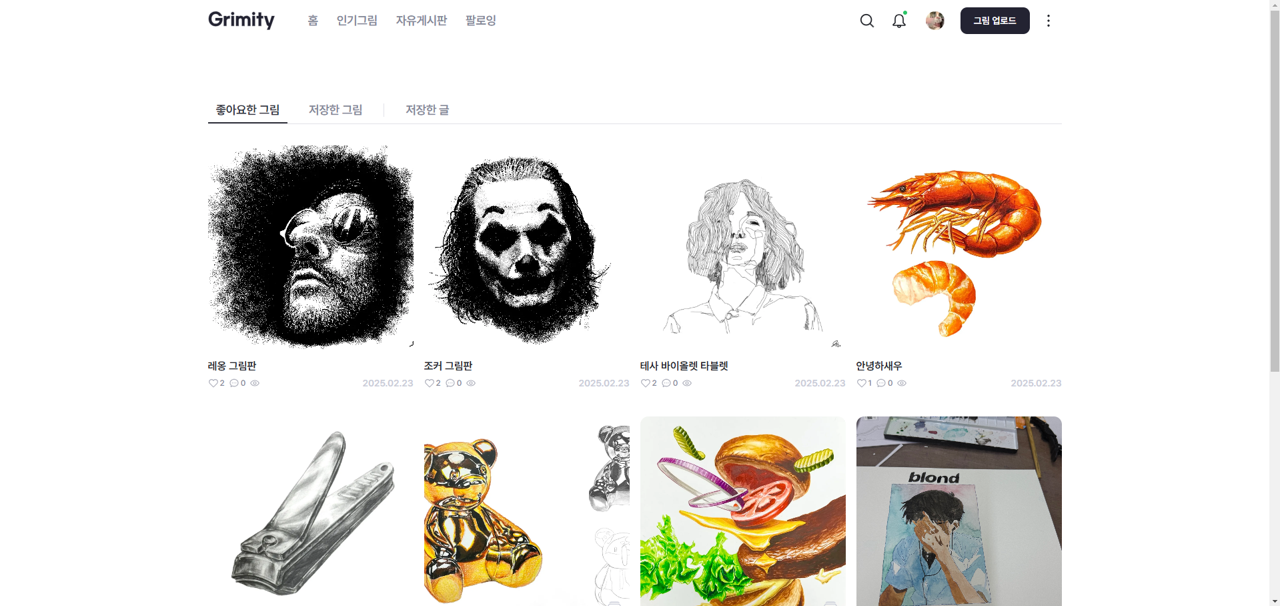 Grimity 홈 인기그림 자유게시판 팔로잉 그림 업로드
좋아요한 그림 저장한 그림 저장한 글
레옹 그림판
2 0 2025.02.23
조커 그림판
2 0 2025.02.23
테사 바이올렛 타블렛
2 0 2025.02.23
안녕하새우
1 0 2025.02.23
blond